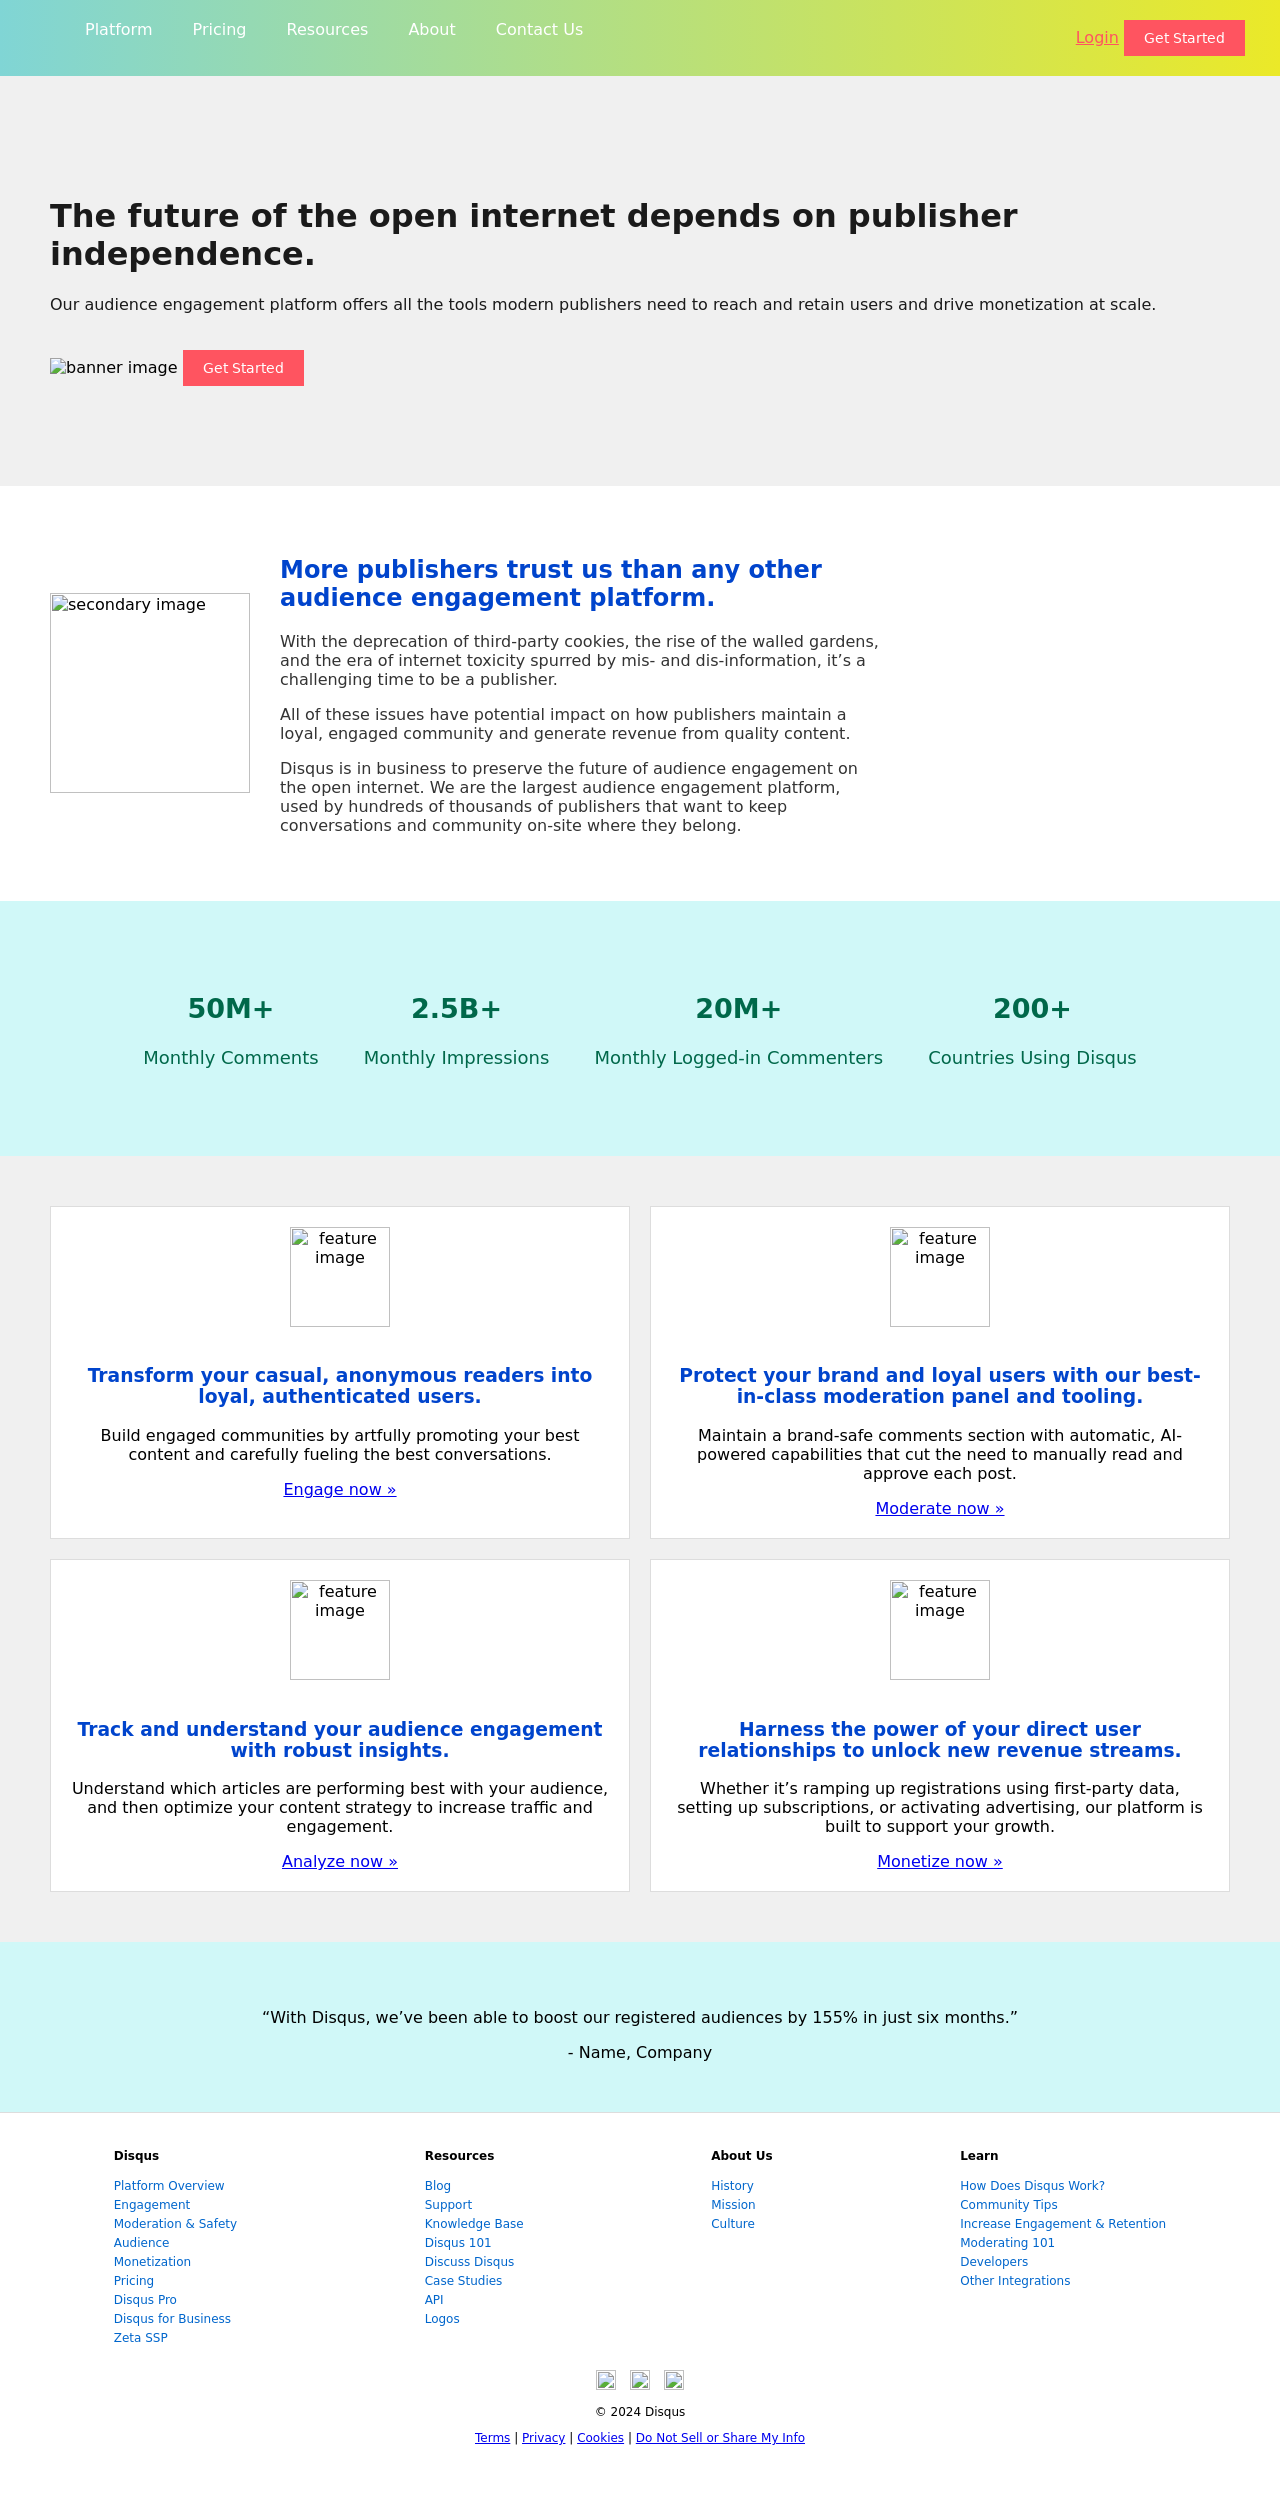 Platform Pricing Resources About Contact Us Login Get Started
The future of the open internet depends on publisher
independence.
Our audience engagement platform offers all the tools modern publishers need to reach and retain users and drive monetization at scale.
banner image Get Started
secondary image
More publishers trust us than any other
audience engagement platform.
With the deprecation of third-party cookies, the rise of the walled gardens,
and the era of internet toxicity spurred by mis- and dis-information, it’s a
challenging time to be a publisher.
All of these issues have potential impact on how publishers maintain a
loyal, engaged community and generate revenue from quality content.
Disqus is in business to preserve the future of audience engagement on
the open internet. We are the largest audience engagement platform,
used by hundreds of thousands of publishers that want to keep
conversations and community on-site where they belong.
50M+
Monthly Comments
2.5B+
Monthly Impressions
20M+
Monthly Logged-in Commenters
200+
Countries Using Disqus
feature
image
Transform your casual, anonymous readers into
loyal, authenticated users.
Build engaged communities by artfully promoting your best
content and carefully fueling the best conversations.
Engage now »
feature
image
Protect your brand and loyal users with our best-
in-class moderation panel and tooling.
Maintain a brand-safe comments section with automatic, AI-
powered capabilities that cut the need to manually read and
approve each post.
Moderate now »
feature
image
Track and understand your audience engagement
with robust insights.
Understand which articles are performing best with your audience,
and then optimize your content strategy to increase traffic and
engagement.
Analyze now »
feature
image
Harness the power of your direct user
relationships to unlock new revenue streams.
Whether it’s ramping up registrations using first-party data,
setting up subscriptions, or activating advertising, our platform is
built to support your growth.
Monetize now »
“With Disqus, we’ve been able to boost our registered audiences by 155% in just six months.”
- Name, Company
Disqus
Platform Overview
Engagement
Moderation & Safety
Audience
Monetization
Pricing
Disqus Pro
Disqus for Business
Zeta SSP
Resources
Blog
Support
Knowledge Base
Disqus 101
Discuss Disqus
Case Studies
API
Logos
About Us
History
Mission
Culture
Learn
How Does Disqus Work?
Community Tips
Increase Engagement & Retention
Moderating 101
Developers
Other Integrations
© 2024 Disqus
Terms | Privacy | Cookies | Do Not Sell or Share My Info